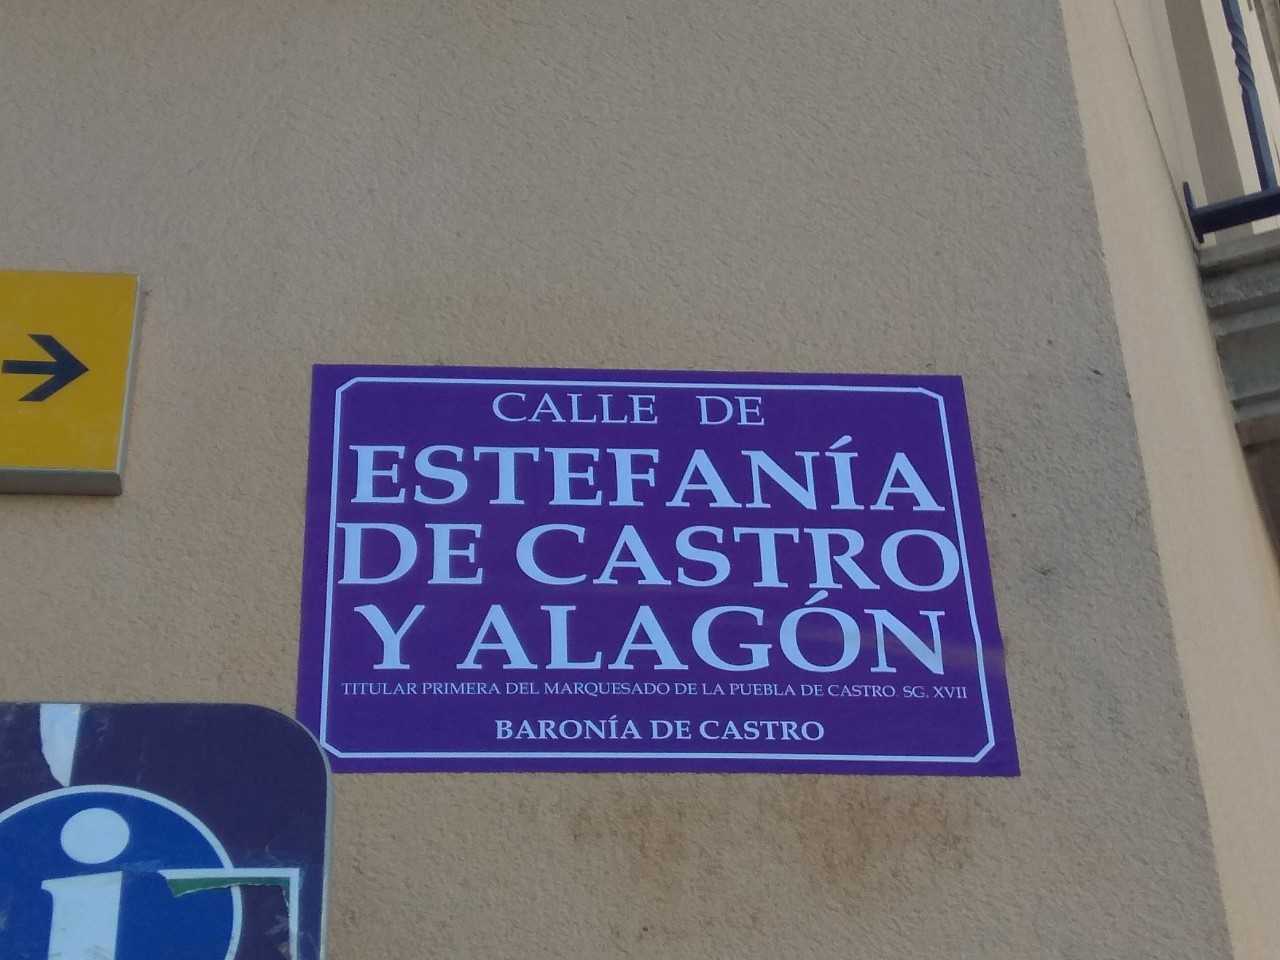 CALLE DE
ESTEFANÍA
DE CASTRO
Y ALAGÓN
TITULAR PRIMERA DEL MARQUESADO DE LA PUEBLA DE CASTRO. SG. XVII
BARONÍA DE CASTRO
i